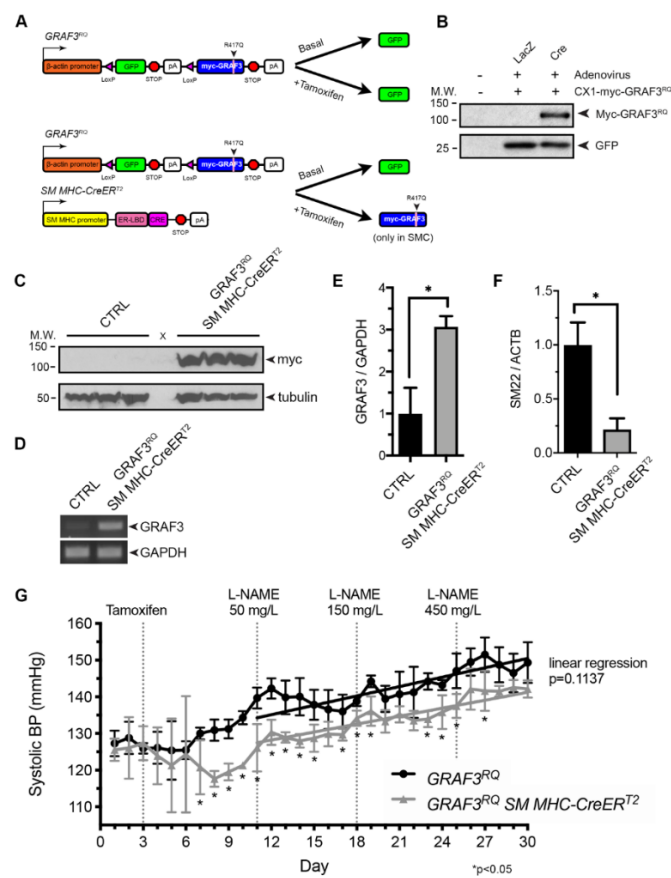 A
GRAF3RQ
R417Q
β-actin promoter
GFP
pA
myc-GRAF3
pA
LoxP
STOP
LoxP
STOP
Basal
GFP
+Tamoxifen
GFP
GRAF3RQ
R417Q
β-actin promoter
GFP
pA
myc-GRAF3
pA
LoxP
STOP
LoxP
STOP
SM MHC-CreERT2
SM MHC promoter
ER-LBD
CRE
pA
STOP
Basal
GFP
+Tamoxifen
R417Q
myc-GRAF3
(only in SMC)
B
LacZ
Cre
- + + Adenovirus
- + + CX1-myc-GRAF3RQ
M.W.
150
100
Myc-GRAF3RQ
25
GFP
C
CTRL
x
GRAF3RQ
SM MHC-CreERT2
M.W.
150
100
myc
50
tubulin
D
CTRL
GRAF3RQ
SM MHC-CreERT2
GRAF3
GAPDH
E
*
GRAF3 / GAPDH
4
3
2
1
0
CTRL
GRAF3RQ
SM MHC-CreERT2
F
*
SM22 / ACTB
1.5
1.0
0.5
0.0
CTRL
GRAF3RQ
SM MHC-CreERT2
G
Tamoxifen
L-NAME
50 mg/L
L-NAME
150 mg/L
L-NAME
450 mg/L
Systolic BP (mmHg)
160
150
140
130
120
110
linear regression
p=0.1137
* * * * * * * * * * * * * * * *
GRAF3RQ
GRAF3RQ SM MHC-CreERT2
0 3 6 9 12 15 18 21 24 27 30
Day
*p<0.05